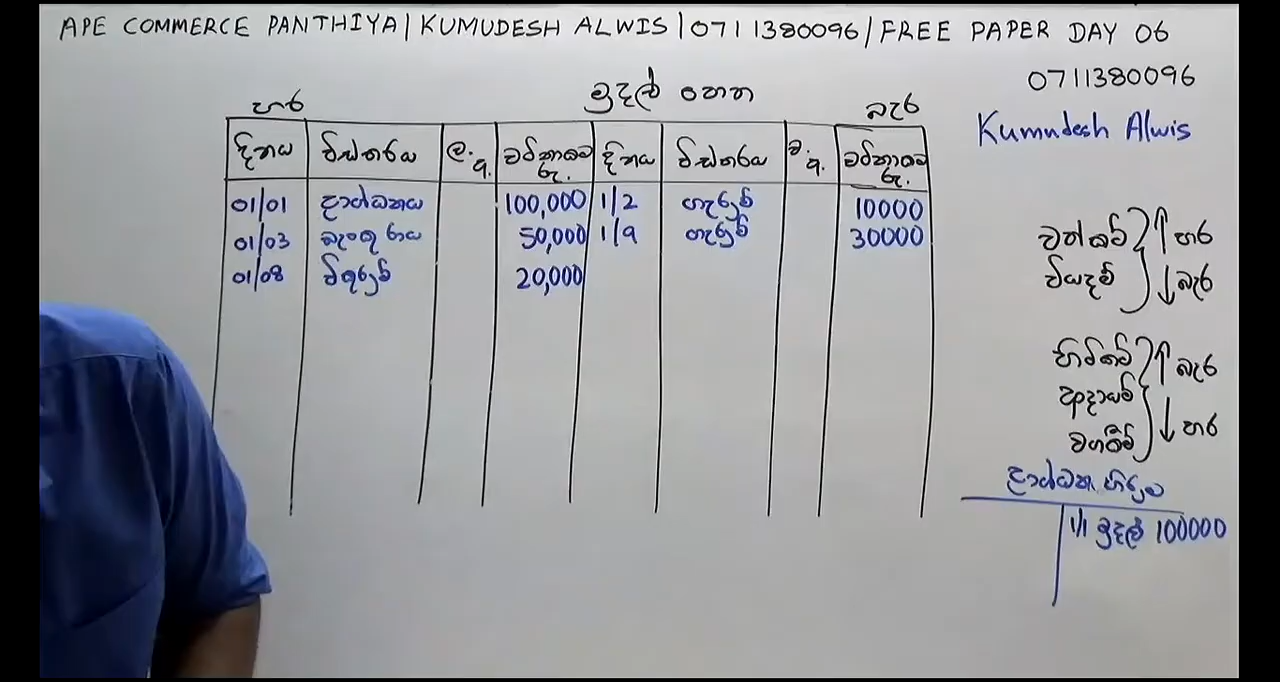 APE COMMERCE PANTHIYA | KUMUDESH ALWIS | 0711380096 / FREE PAPER DAY 06
0711380096
Kumudesh Alwis
හර මුදල් පොත බැර
දිනය විස්තරය ල. අ. වටිනාකම රු. දිනය විස්තරය ව. අ. වටිනාකම රු.
01/01 ප්‍රාග්ධනය 100,000 1/2 ගැනුම් 10000
01/03 බැංකු ණය 50,000 1/9 ගැනුම් 30000
01/08 විකුණුම් 20,000
වත්කම් ↑ හර
වියදම් ↓ බැර
හිමිකම් ↑ බැර
ආදායම්
වගකීම් ↓ හර
ප්‍රාග්ධන ගිණුම
1/1 මුදල් 100000